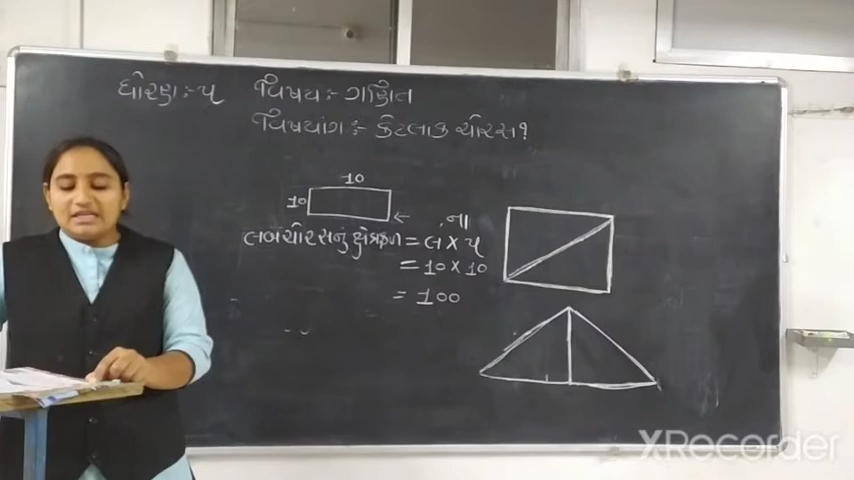 ધોરણ :- ૫ વિષય :- ગણિત
વિષયાંગ :- કેટલાક ચોરસ?
10
10
ના
લંબચોરસનું ક્ષેત્રફળ = લ × પ
= 10 × 10
= 100
XRecorder